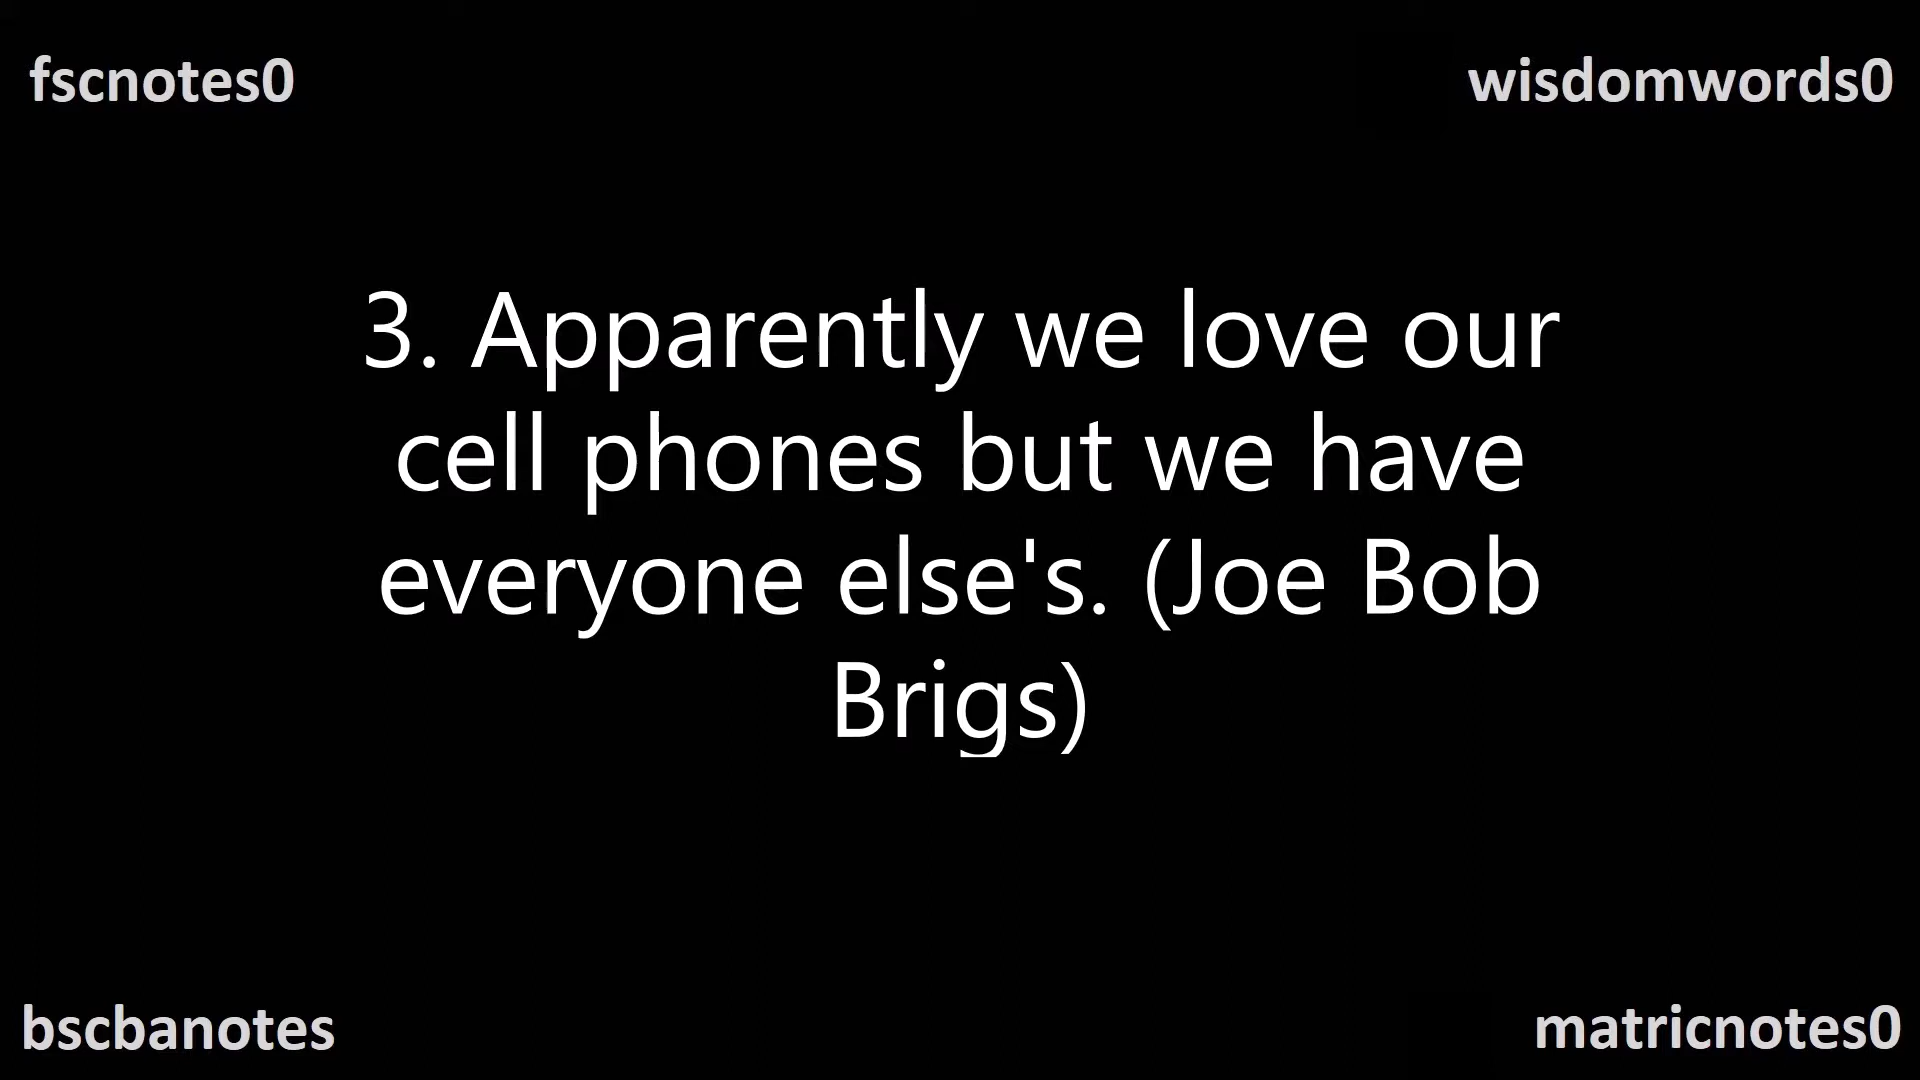 fscnotes0
wisdomwords0
3. Apparently we love our
cell phones but we have
everyone else's. (Joe Bob
Brigs)
bscbanotes
matricnotes0